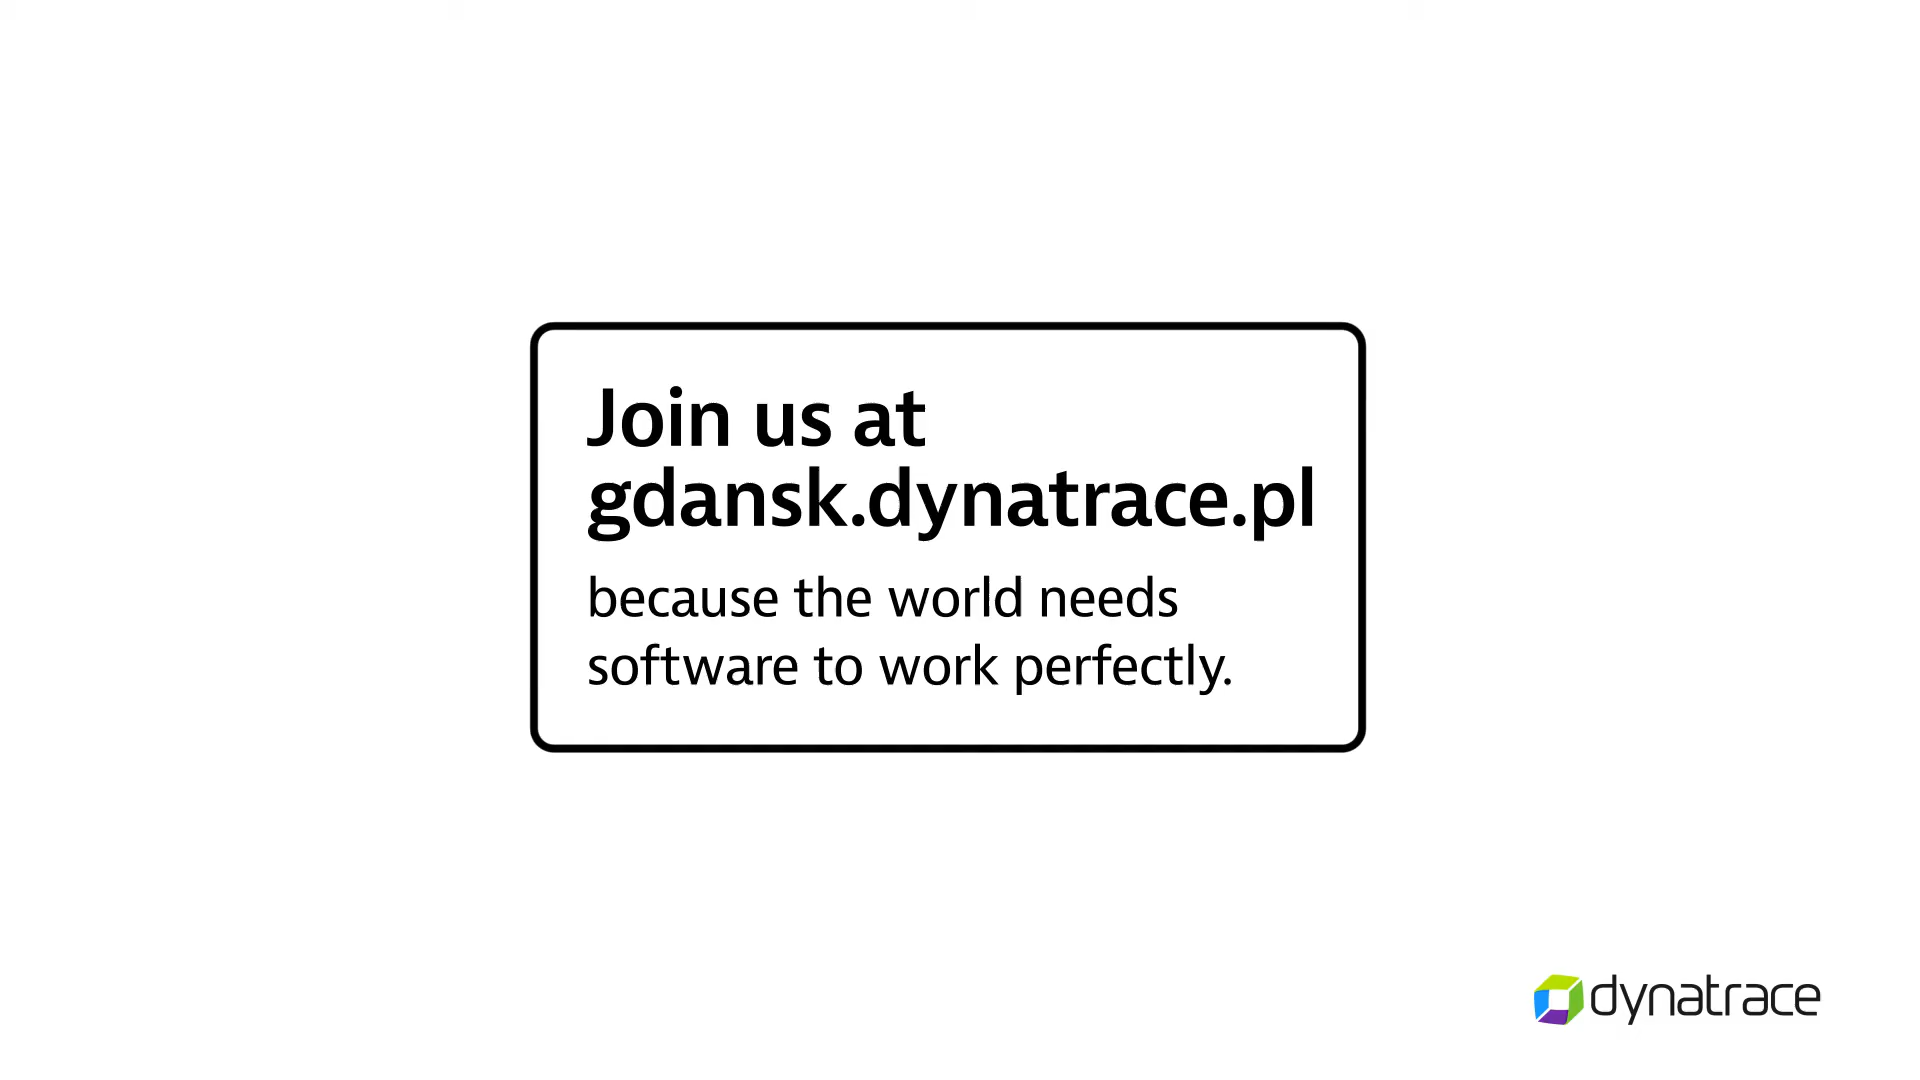 Join us at
gdansk.dynatrace.pl
because the world needs
software to work perfectly.
dynatrace